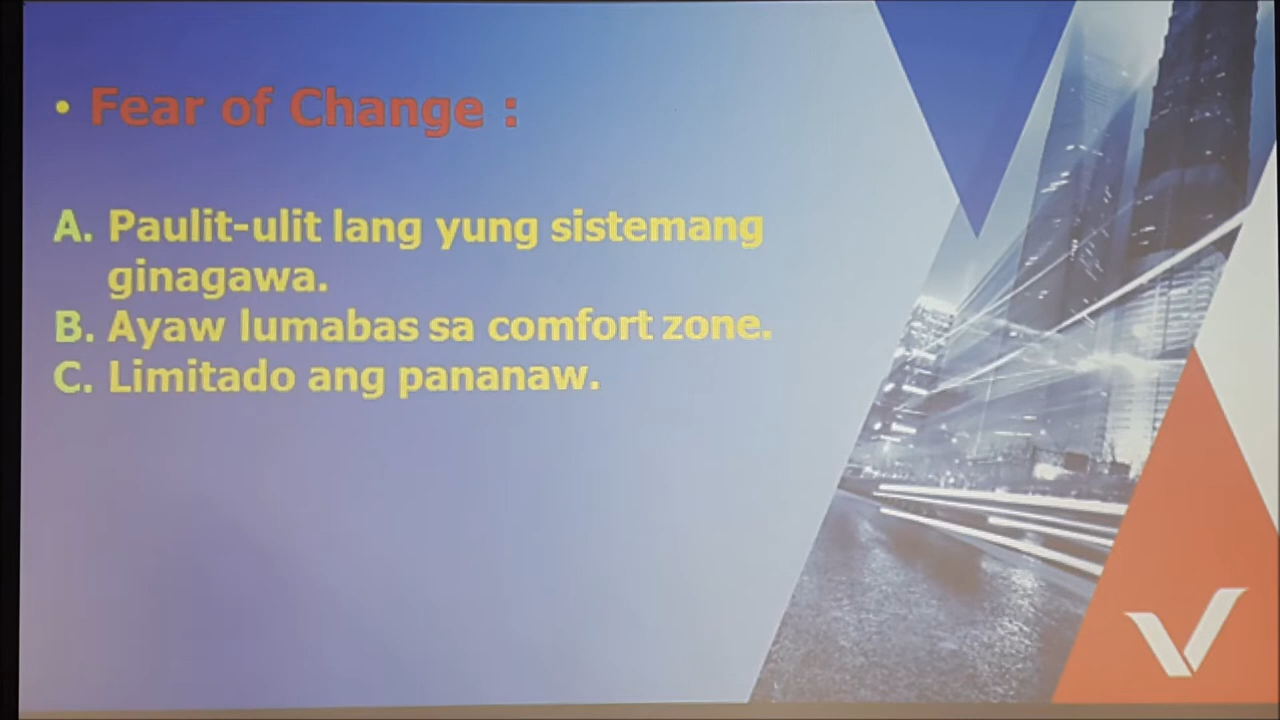 • Fear of Change :
A. Paulit-ulit lang yung sistemang
ginagawa.
B. Ayaw lumabas sa comfort zone.
C. Limitado ang pananaw.